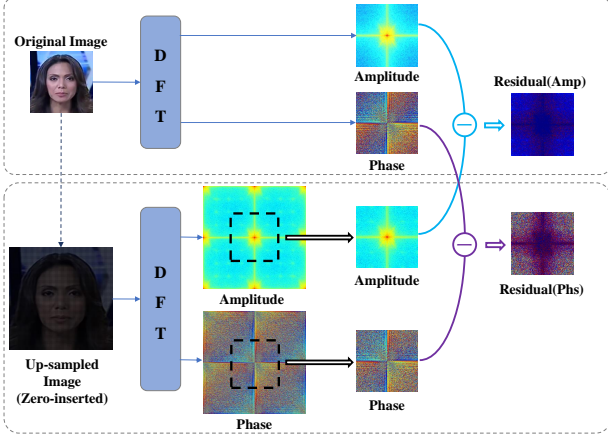 Original Image
D
F
T
Amplitude
Phase
Residual(Amp)
D
F
T
Amplitude
Phase
Amplitude
Phase
Residual(Phs)
Up-sampled
Image
(Zero-inserted)